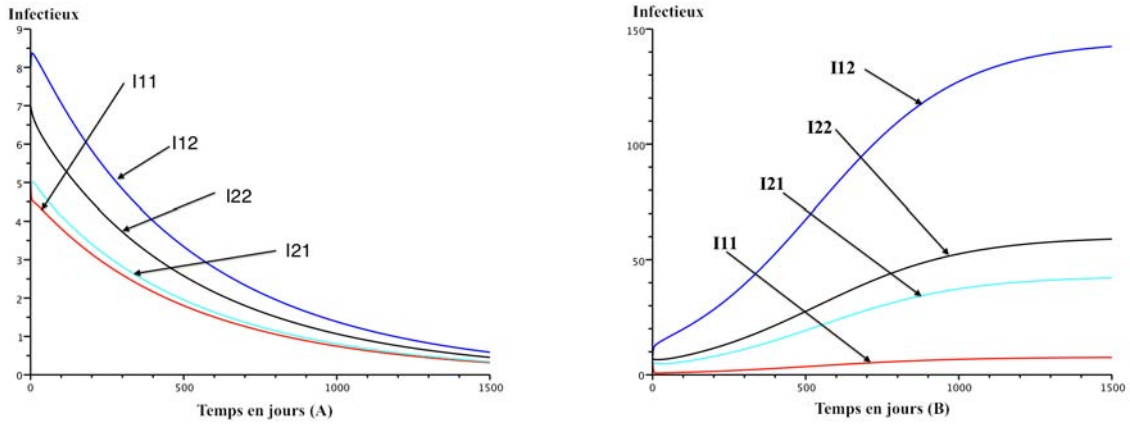 Infectieux
9
8
7
6
5
4
3
2
1
0
0
500
1000
1500
I11
I12
I22
I21
Temps en jours (A)
Infectieux
150
100
50
0
0
500
1000
1500
I12
I22
I21
I11
Temps en jours (B)